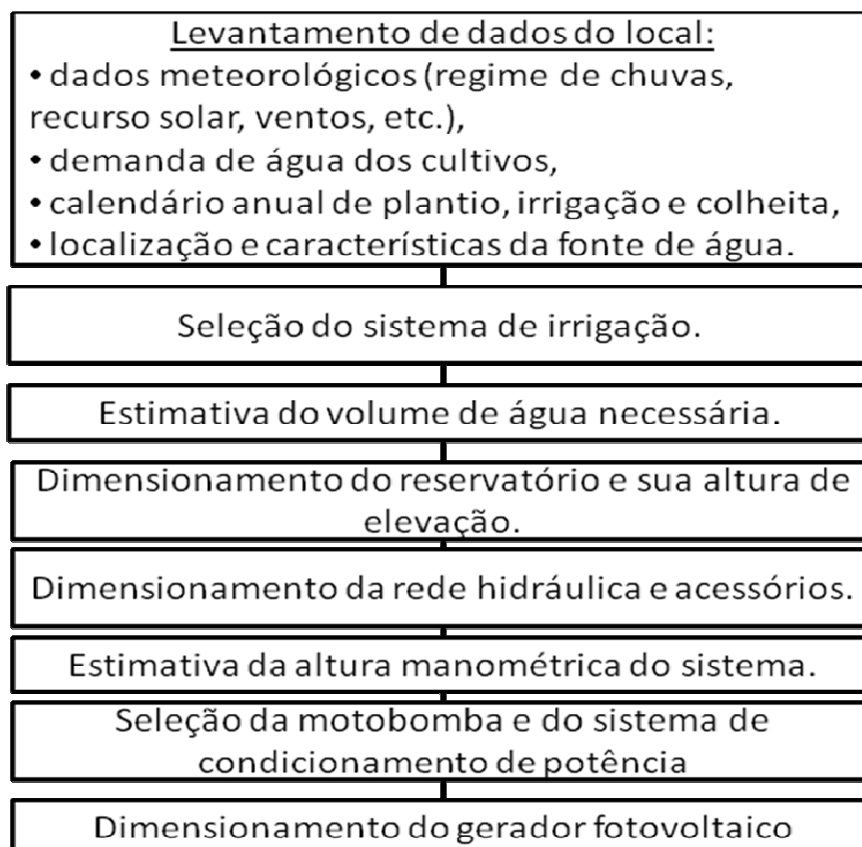 Levantamento de dados do local:
• dados meteorológicos (regime de chuvas,
recurso solar, ventos, etc.),
• demanda de água dos cultivos,
• calendário anual de plantio, irrigação e colheita,
• localização e características da fonte de água.
Seleção do sistema de irrigação.
Estimativa do volume de água necessária.
Dimensionamento do reservatório e sua altura de
elevação.
Dimensionamento da rede hidráulica e acessórios.
Estimativa da altura manométrica do sistema.
Seleção da motobomba e do sistema de
condicionamento de potência
Dimensionamento do gerador fotovoltaico